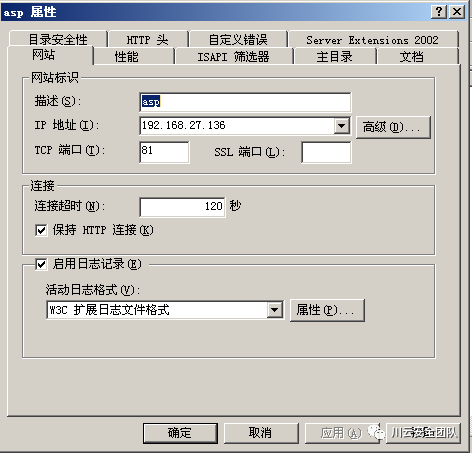 asp 属性
目录安全性 HTTP 头 自定义错误 Server Extensions 2002
网站 性能 ISAPI 筛选器 主目录 文档
网站标识
描述(S): asp
IP 地址(I): 192.168.27.136 高级(D)...
TCP 端口(T): 81 SSL 端口(L):
连接
连接超时(N): 120 秒
保持 HTTP 连接(K)
启用日志记录(E)
活动日志格式(V):
W3C 扩展日志文件格式 属性(P)...
确定 取消 应用(A)
川云安全团队